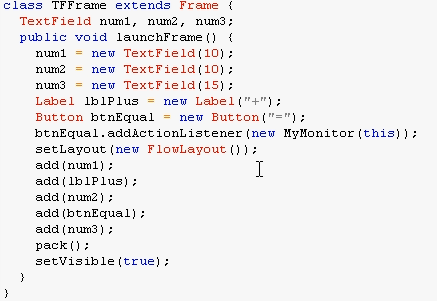 class TFFrame extends Frame {
  TextField num1, num2, num3;
  public void launchFrame() {
    num1 = new TextField(10);
    num2 = new TextField(10);
    num3 = new TextField(15);
    Label lblPlus = new Label("+");
    Button btnEqual = new Button("=");
    btnEqual.addActionListener(new MyMonitor(this));
    setLayout(new FlowLayout());
    add(num1);
    add(lblPlus);
    add(num2);
    add(btnEqual);
    add(num3);
    pack();
    setVisible(true);
  }
}